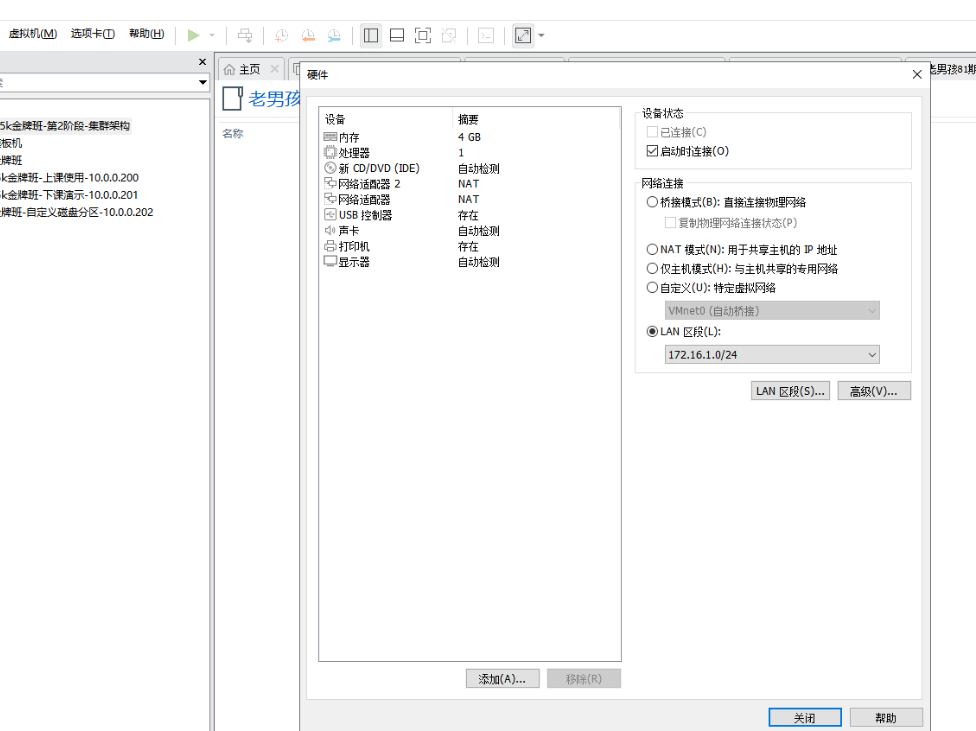 虚拟机(M) 选项卡(T) 帮助(H)
主页
老男孩81期
硬件
老男孩
名称
5k金牌班-第2阶段-集群架构
板机
牌班
k金牌班-上课使用-10.0.0.200
k金牌班-下课演示-10.0.0.201
牌班-自定义磁盘分区-10.0.0.202
设备 摘要
内存 4 GB
处理器 1
新 CD/DVD (IDE) 自动检测
网络适配器 2 NAT
网络适配器 NAT
USB 控制器 存在
声卡 自动检测
打印机 存在
显示器 自动检测
添加(A)... 移除(R)
设备状态
已连接(C)
启动时连接(O)
网络连接
桥接模式(B): 直接连接物理网络
复制物理网络连接状态(P)
NAT 模式(N): 用于共享主机的 IP 地址
仅主机模式(H): 与主机共享的专用网络
自定义(U): 特定虚拟网络
VMnet0 (自动桥接)
LAN 区段(L):
172.16.1.0/24
LAN 区段(S)... 高级(V)...
关闭 帮助